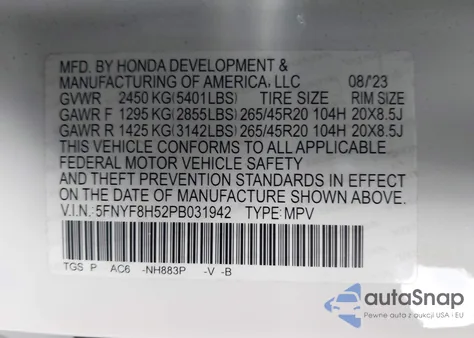 MFD. BY HONDA DEVELOPMENT &
MANUFACTURING OF AMERICA, LLC 08/'23
GVWR 2450 KG(5401LBS) TIRE SIZE RIM SIZE
GAWR F 1295 KG(2855LBS) 265/45R20 104H 20X8.5J
GAWR R 1425 KG(3142LBS) 265/45R20 104H 20X8.5J
THIS VEHICLE CONFORMS TO ALL APPLICABLE
FEDERAL MOTOR VEHICLE SAFETY
AND THEFT PREVENTION STANDARDS IN EFFECT
ON THE DATE OF MANUFACTURE SHOWN ABOVE.
V.I.N.:5FNYF8H52PB031942 TYPE:MPV
TGS P AC6 -NH883P -V -B
autoSnap
Pewne auto z aukcji USA i EU